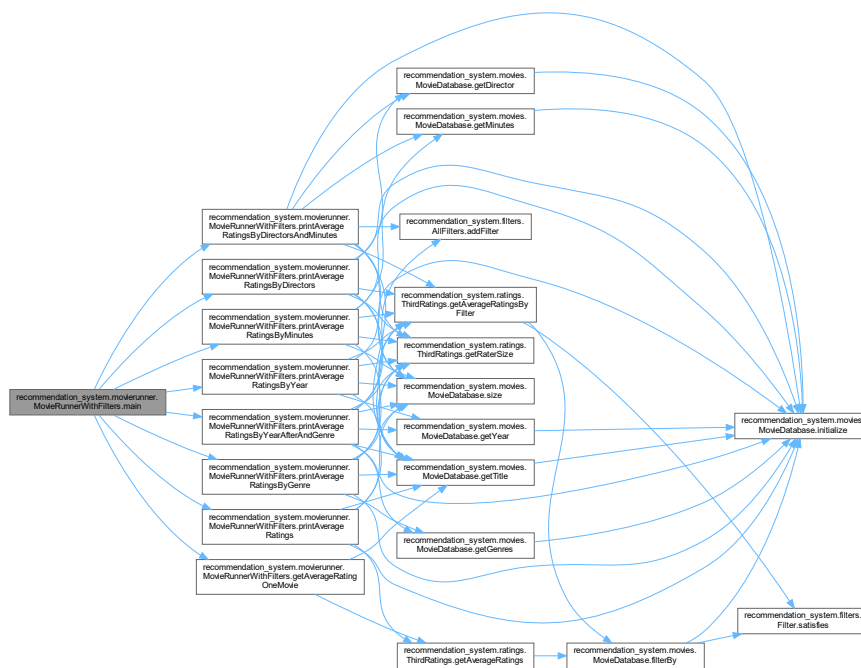 recommendation_system.movierunner.
MovieRunnerWithFilters.main
recommendation_system.movierunner.
MovieRunnerWithFilters.printAverage
RatingsByDirectorsAndMinutes
recommendation_system.movierunner.
MovieRunnerWithFilters.printAverage
RatingsByDirectors
recommendation_system.movierunner.
MovieRunnerWithFilters.printAverage
RatingsByMinutes
recommendation_system.movierunner.
MovieRunnerWithFilters.printAverage
RatingsByYear
recommendation_system.movierunner.
MovieRunnerWithFilters.printAverage
RatingsByYearAfterAndGenre
recommendation_system.movierunner.
MovieRunnerWithFilters.printAverage
RatingsByGenre
recommendation_system.movierunner.
MovieRunnerWithFilters.printAverage
Ratings
recommendation_system.movierunner.
MovieRunnerWithFilters.getAverageRating
OneMovie
recommendation_system.movies.
MovieDatabase.getDirector
recommendation_system.movies.
MovieDatabase.getMinutes
recommendation_system.filters.
AllFilters.addFilter
recommendation_system.ratings.
ThirdRatings.getAverageRatingsBy
Filter
recommendation_system.ratings.
ThirdRatings.getRaterSize
recommendation_system.movies.
MovieDatabase.size
recommendation_system.movies.
MovieDatabase.getYear
recommendation_system.movies.
MovieDatabase.getTitle
recommendation_system.movies.
MovieDatabase.getGenres
recommendation_system.ratings.
ThirdRatings.getAverageRatings
recommendation_system.movies.
MovieDatabase.filterBy
recommendation_system.movies.
MovieDatabase.initialize
recommendation_system.filters.
Filter.satisfies